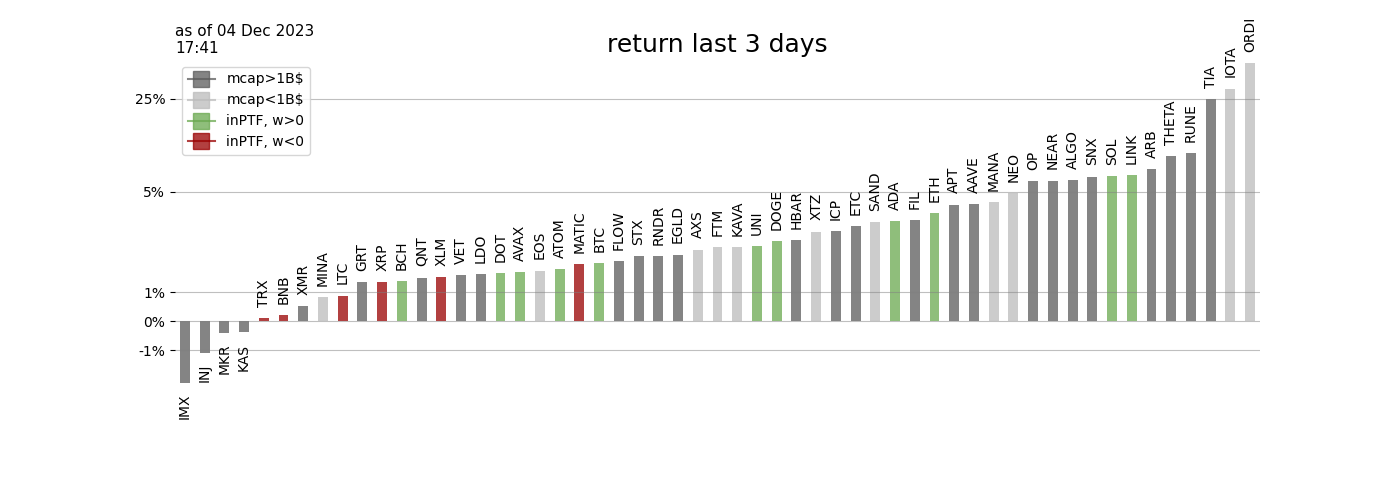 as of 04 Dec 2023
17:41
return last 3 days
mcap>1B$
mcap<1B$
inPTF, w>0
inPTF, w<0
25%
5%
1%
0%
-1%
IMX
INJ
MKR
KAS
TRX
BNB
XMR
MINA
LTC
GRT
XRP
BCH
QNT
XLM
VET
LDO
DOT
AVAX
EOS
ATOM
MATIC
BTC
FLOW
STX
RNDR
EGLD
AXS
FTM
KAVA
UNI
DOGE
HBAR
XTZ
ICP
ETC
SAND
ADA
FIL
ETH
APT
AAVE
MANA
NEO
OP
NEAR
ALGO
SNX
SOL
LINK
ARB
THETA
RUNE
TIA
IOTA
ORDI